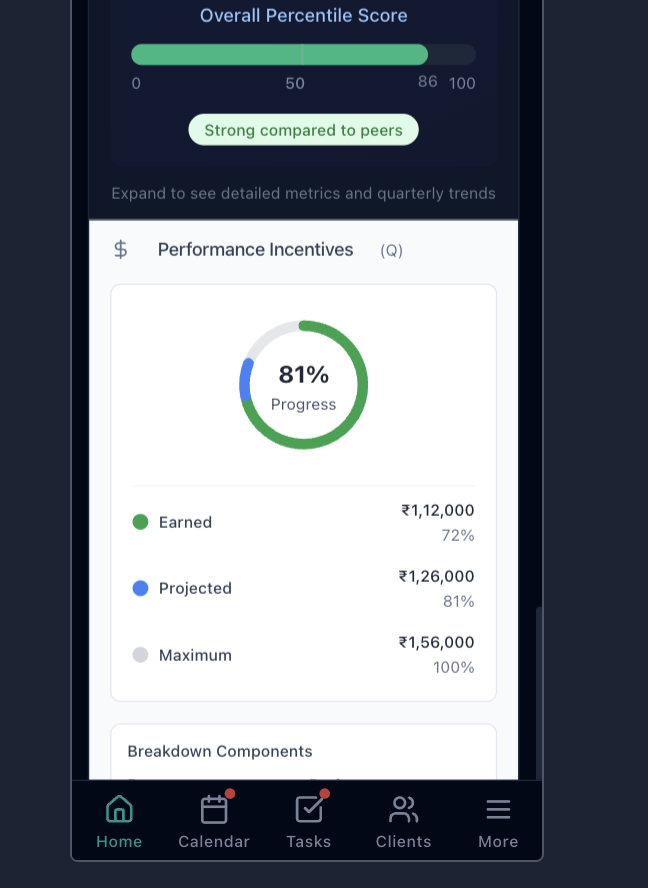 Overall Percentile Score
0 50 86 100
Strong compared to peers
Expand to see detailed metrics and quarterly trends
$ Performance Incentives (Q)
81%
Progress
Earned ₹1,12,000
72%
Projected ₹1,26,000
81%
Maximum ₹1,56,000
100%
Breakdown Components
Home Calendar Tasks Clients More